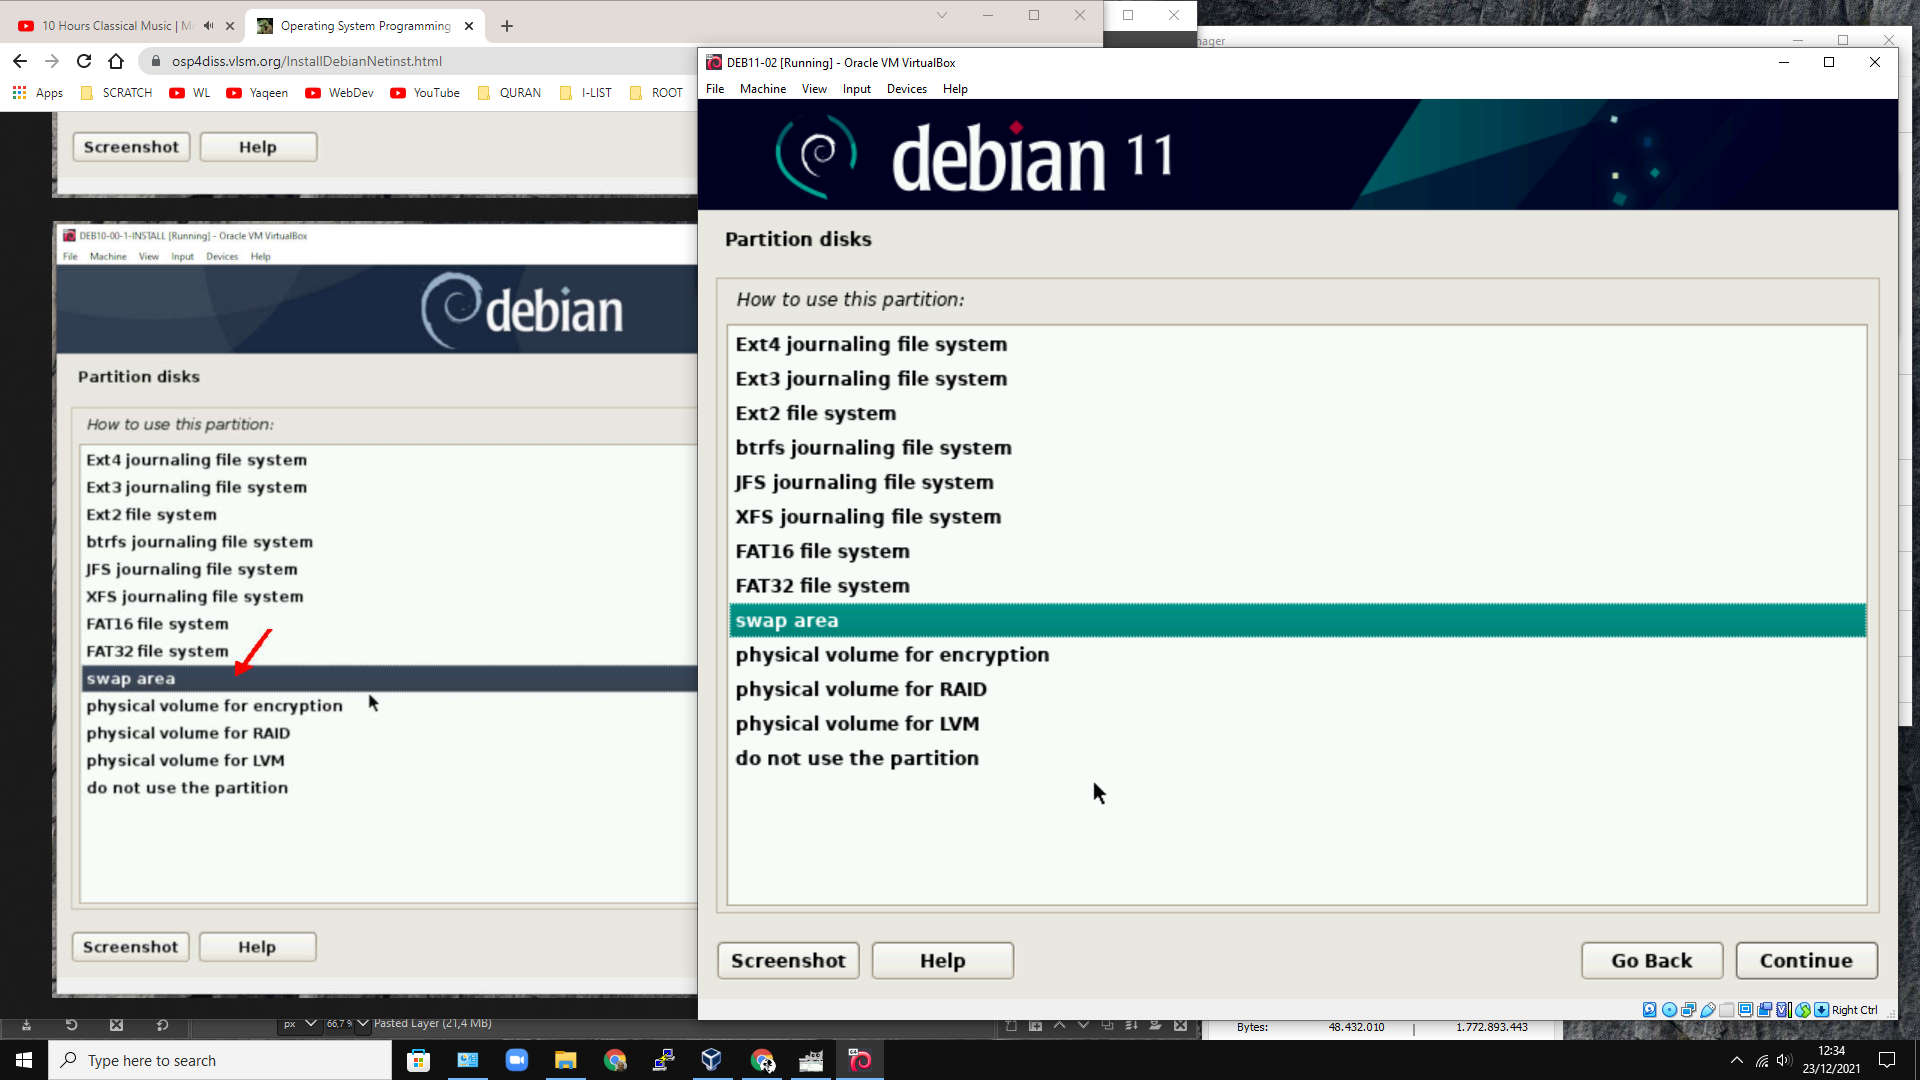 10 Hours Classical Music | M
Operating System Programming
osp4diss.vlsm.org/InstallDebianNetinst.html
Apps SCRATCH WL Yaqeen WebDev YouTube QURAN I-LIST ROOT
Screenshot Help
DEB10-00-1-INSTALL [Running] - Oracle VM VirtualBox
File Machine View Input Devices Help
debian
Partition disks
How to use this partition:
Ext4 journaling file system
Ext3 journaling file system
Ext2 file system
btrfs journaling file system
JFS journaling file system
XFS journaling file system
FAT16 file system
FAT32 file system
swap area
physical volume for encryption
physical volume for RAID
physical volume for LVM
do not use the partition
Screenshot Help
nager
DEB11-02 [Running] - Oracle VM VirtualBox
File Machine View Input Devices Help
debian 11
Partition disks
How to use this partition:
Ext4 journaling file system
Ext3 journaling file system
Ext2 file system
btrfs journaling file system
JFS journaling file system
XFS journaling file system
FAT16 file system
FAT32 file system
swap area
physical volume for encryption
physical volume for RAID
physical volume for LVM
do not use the partition
Screenshot Help Go Back Continue
Right Ctrl
px 66,7 Pasted Layer (21,4 MB)
Bytes: 48.432.010 | 1.772.893.443
Type here to search
12:34
23/12/2021